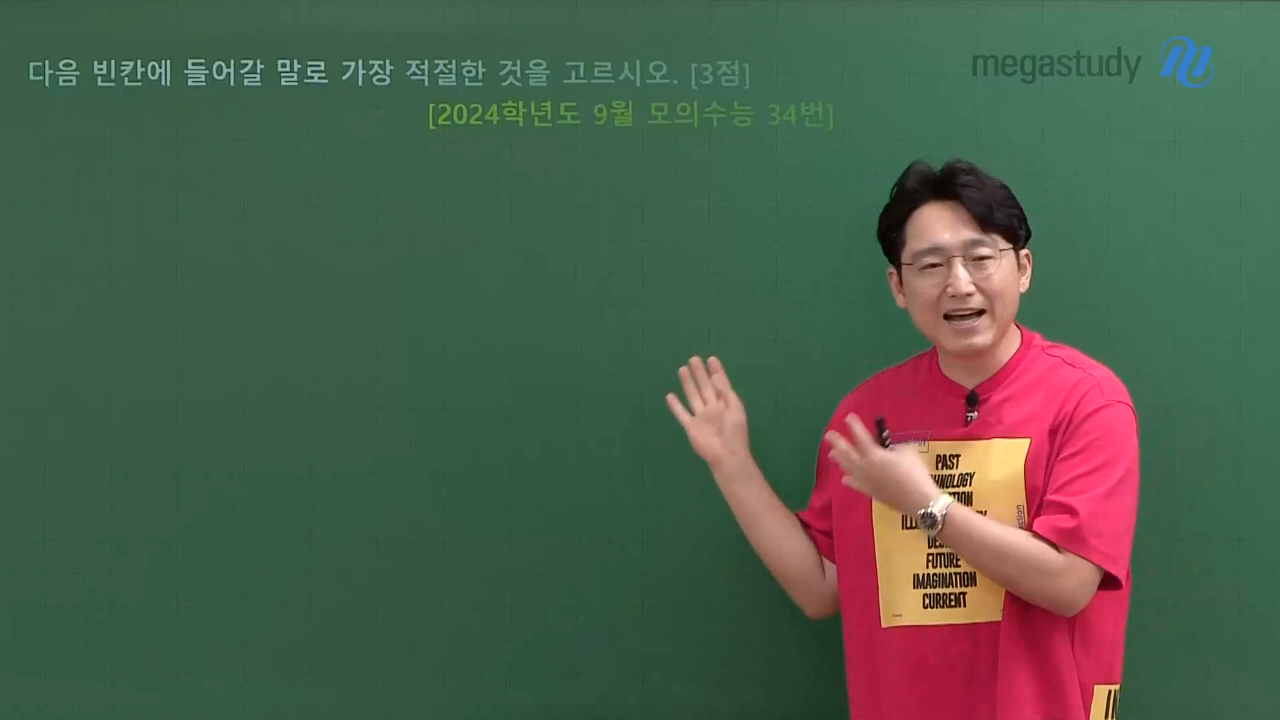 다음 빈칸에 들어갈 말로 가장 적절한 것을 고르시오. [3점]
megastudy
[2024학년도 9월 모의수능 34번]
PAST
FUTURE
IMAGINATION
CURRENT